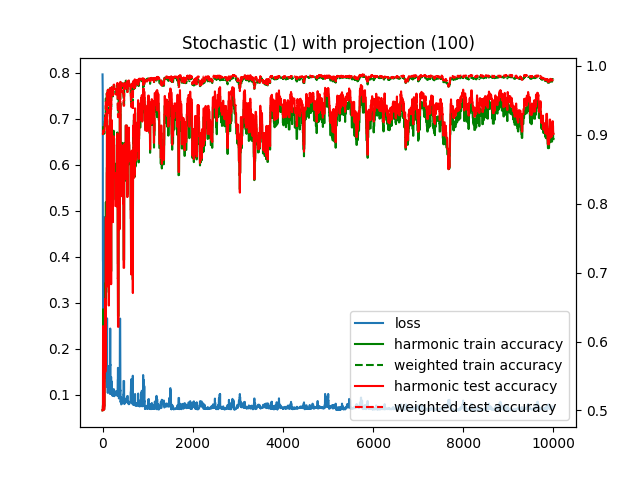 Stochastic (1) with projection (100)
0.8
0.7
0.6
0.5
0.4
0.3
0.2
0.1
1.0
0.9
0.8
0.7
0.6
0.5
loss
harmonic train accuracy
weighted train accuracy
harmonic test accuracy
weighted test accuracy
0 2000 4000 6000 8000 10000